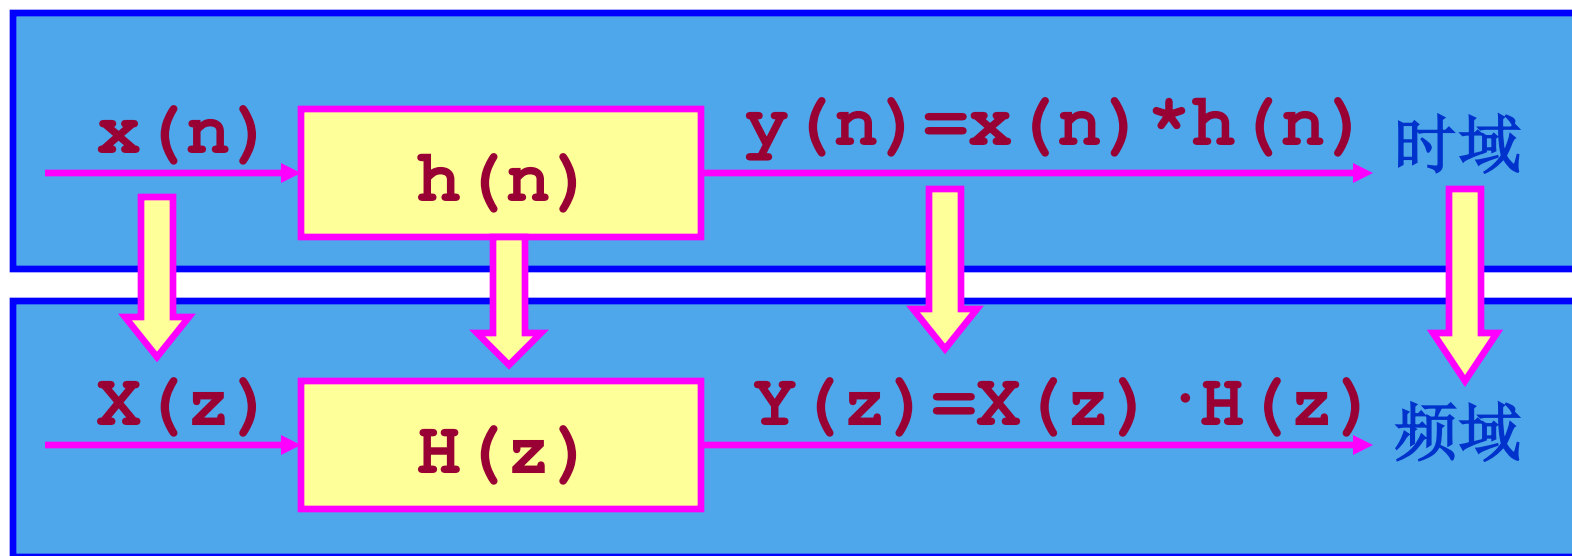 x(n)
h(n)
y(n)=x(n)*h(n)
时域
X(z)
H(z)
Y(z)=X(z)·H(z)
频域